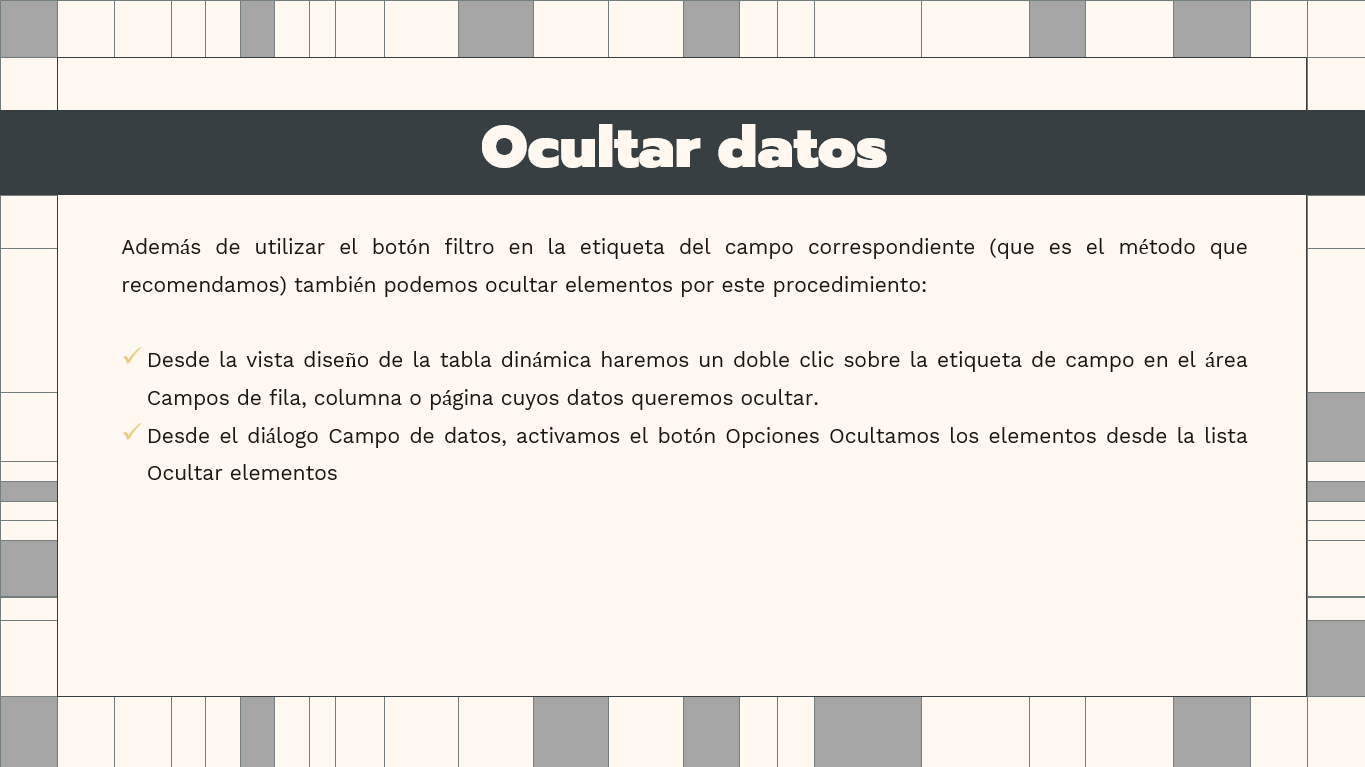 Ocultar datos
Además de utilizar el botón filtro en la etiqueta del campo correspondiente (que es el método que
recomendamos) también podemos ocultar elementos por este procedimiento:
✓ Desde la vista diseño de la tabla dinámica haremos un doble clic sobre la etiqueta de campo en el área
Campos de fila, columna o página cuyos datos queremos ocultar.
✓ Desde el diálogo Campo de datos, activamos el botón Opciones Ocultamos los elementos desde la lista
Ocultar elementos